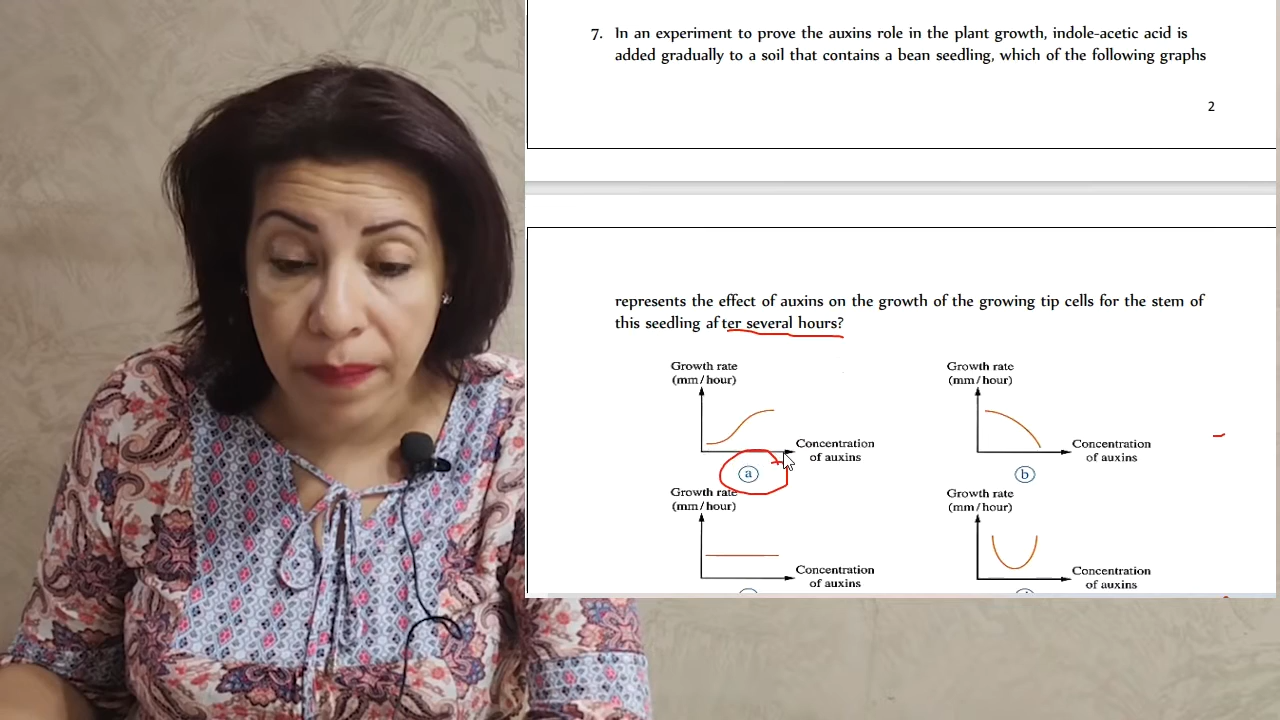 7. In an experiment to prove the auxins role in the plant growth, indole-acetic acid is
added gradually to a soil that contains a bean seedling, which of the following graphs
2
represents the effect of auxins on the growth of the growing tip cells for the stem of
this seedling after several hours?
Growth rate
(mm/hour)
Concentration
of auxins
a
Growth rate
(mm/hour)
Concentration
of auxins
b
Growth rate
(mm/hour)
Concentration
of auxins
Growth rate
(mm/hour)
Concentration
of auxins